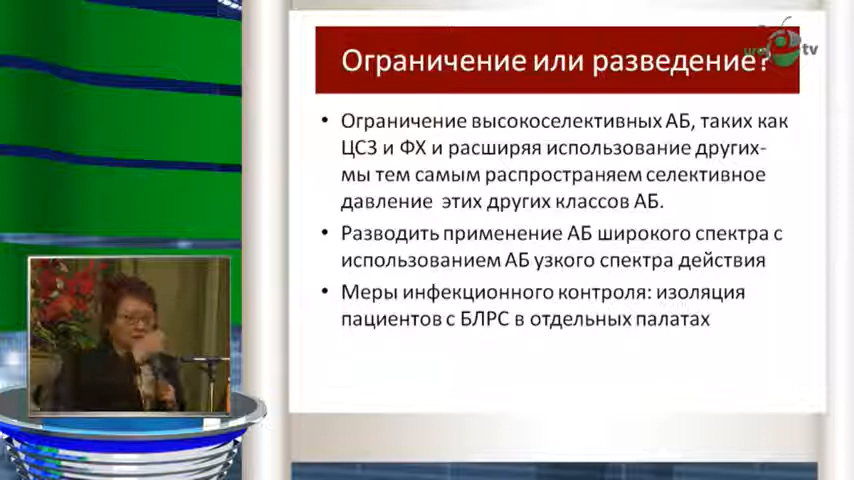 Ограничение или разведение?
uro tv
• Ограничение высокоселективных АБ, таких как
ЦС3 и ФХ и расширяя использование других-
мы тем самым распространяем селективное
давление этих других классов АБ.
• Разводить применение АБ широкого спектра с
использованием АБ узкого спектра действия
• Меры инфекционного контроля: изоляция
пациентов с БЛРС в отдельных палатах